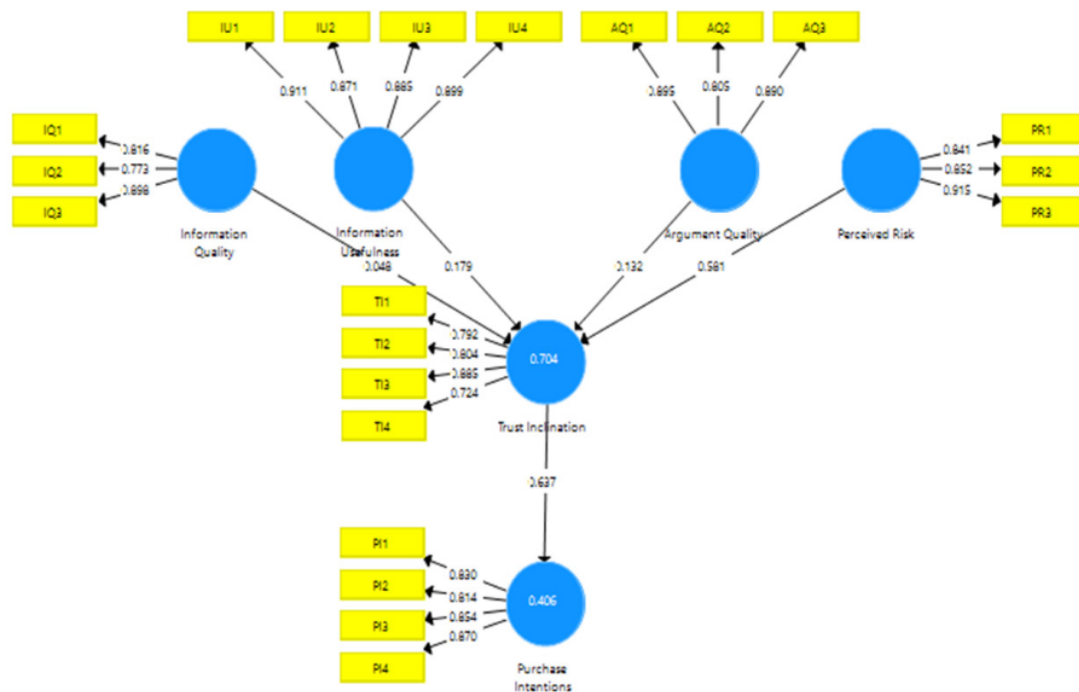 IU1
IU2
IU3
IU4
AQ1
AQ2
AQ3
0.911
0.871
0.885
0.899
0.895
0.805
0.890
IQ1
IQ2
IQ3
0.816
0.773
0.898
PR1
PR2
PR3
0.841
0.852
0.915
Information
Quality
Information
Usefulness
Argument Quality
Perceived Risk
0.048
0.179
0.132
0.581
TI1
TI2
TI3
TI4
0.792
0.804
0.885
0.724
0.704
Trust Inclination
0.637
PI1
PI2
PI3
PI4
0.830
0.814
0.854
0.870
0.406
Purchase
Intentions